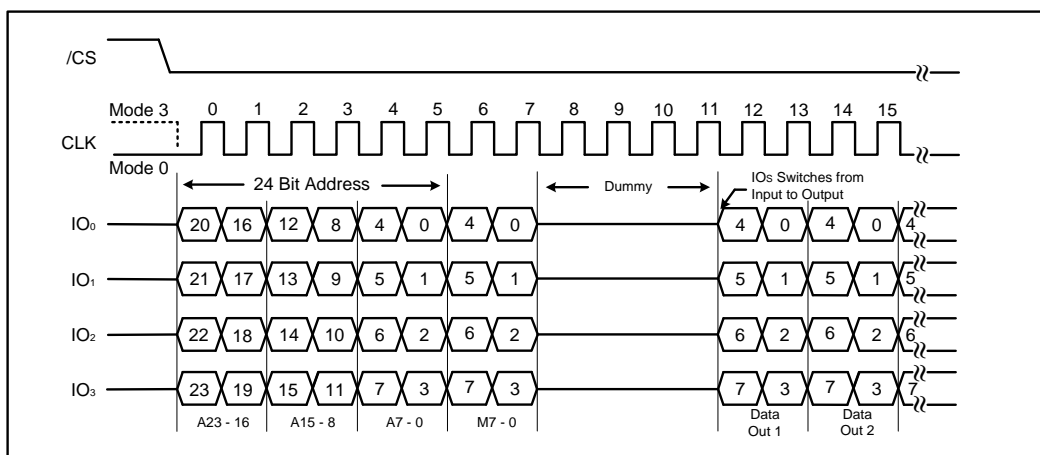 /CS
Mode 3 0 1 2 3 4 5 6 7 8 9 10 11 12 13 14 15
CLK
Mode 0
24 Bit Address Dummy IOs Switches from
Input to Output
IO0 20 16 12 8 4 0 4 0 4 0 4 0 4
IO1 21 17 13 9 5 1 5 1 5 1 5 1 5
IO2 22 18 14 10 6 2 6 2 6 2 6 2 6
IO3 23 19 15 11 7 3 7 3 7 3 7 3 7
A23 - 16 A15 - 8 A7 - 0 M7 - 0 Data
Out 1 Data
Out 2